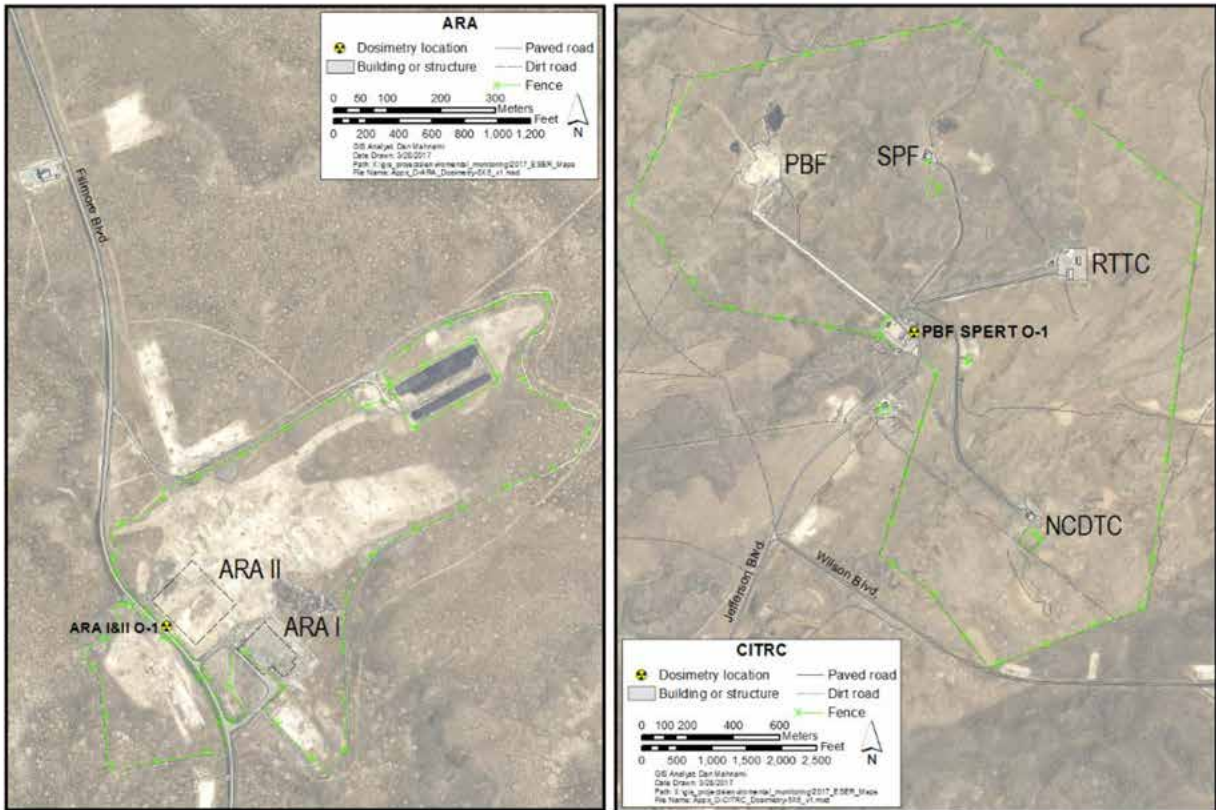 ARA
Dosimetry location
Paved road
Building or structure
Dirt road
Fence
0 50 100 200 300
Meters
Feet
0 200 400 600 800 1,000 1,200
N
GIS Analyst: Dan Mahnami
Date Drawn: 3/28/2017
Fillmore Blvd.
ARA II
ARA I
ARA I&II O-1
PBF
SPF
RTTC
PBF SPERT O-1
NCDTC
Jefferson Blvd.
Wilson Blvd.
CITRC
Dosimetry location
Paved road
Building or structure
Dirt road
Fence
0 100 200 400 600
Meters
Feet
0 500 1,000 1,500 2,000 2,500
N
GIS Analyst: Dan Mahnami
Date Drawn: 3/28/2017